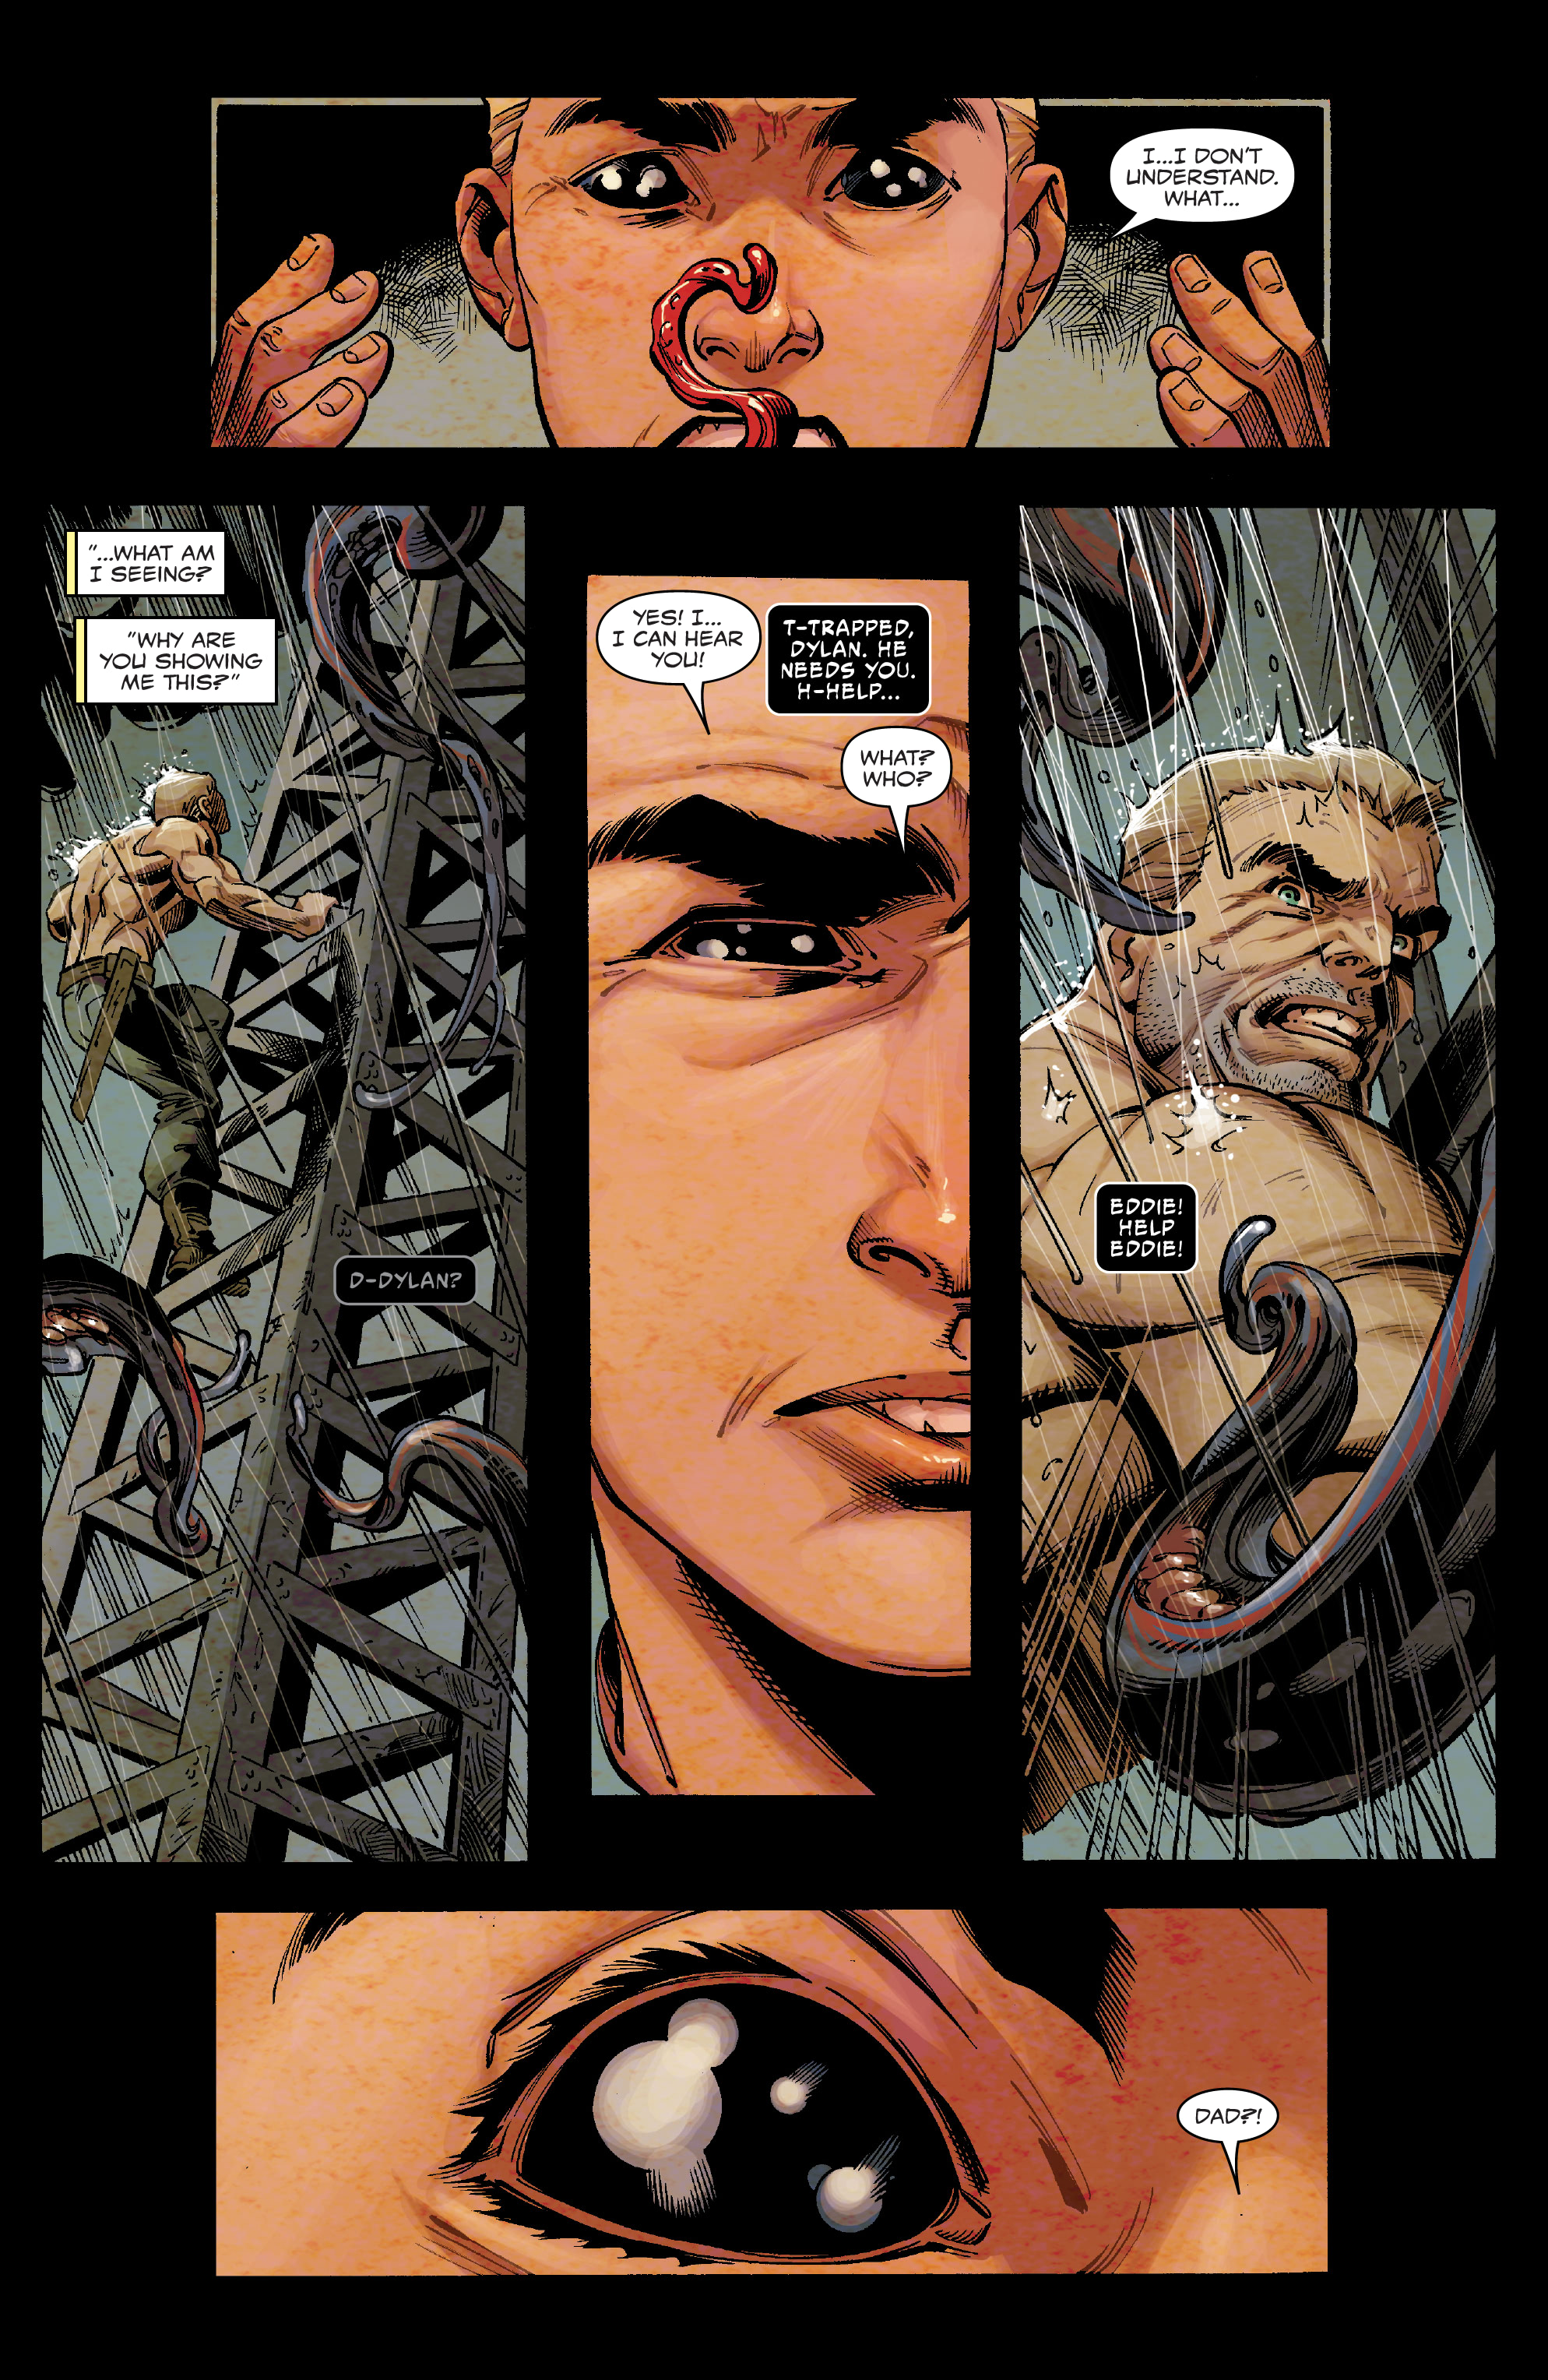 I...I DON'T
UNDERSTAND.
WHAT...
"...WHAT AM
I SEEING?
"WHY ARE
YOU SHOWING
ME THIS?"
D-DYLAN?
YES! I...
I CAN HEAR
YOU!
T-TRAPPED,
DYLAN. HE
NEEDS YOU.
H-HELP...
WHAT?
WHO?
EDDIE!
HELP
EDDIE!
DAD?!